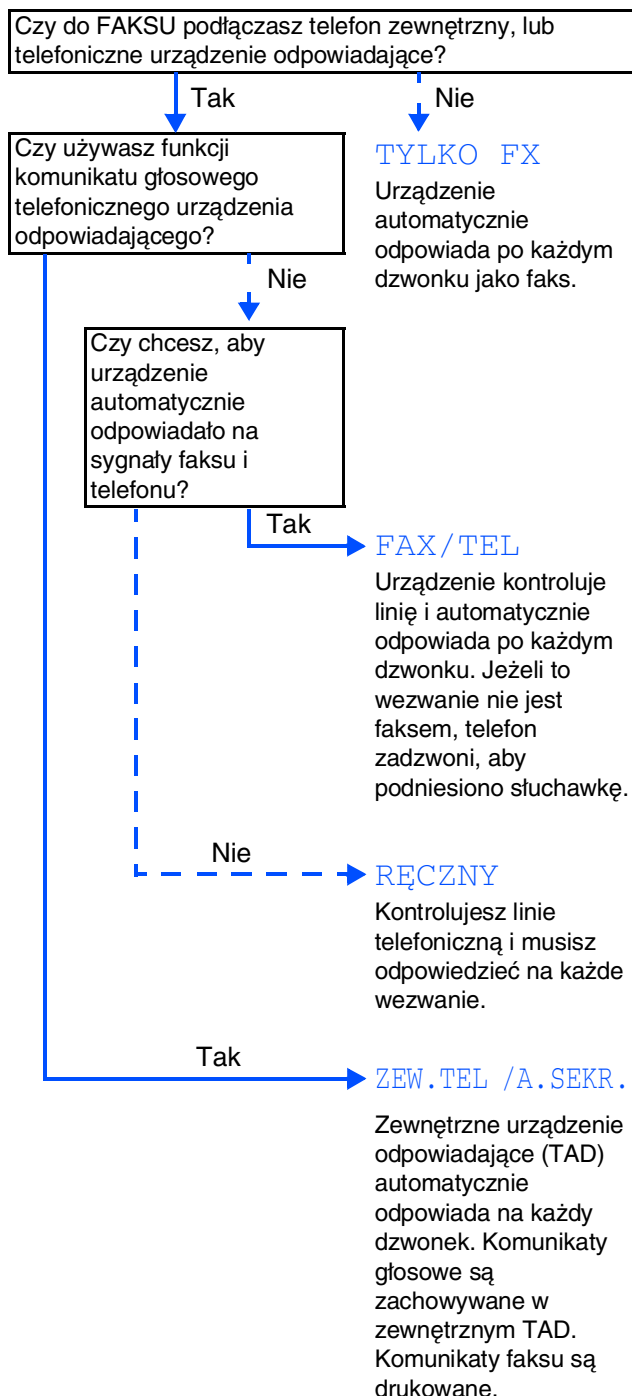 Czy do FAKSU podłączasz telefon zewnętrzny, lub
telefoniczne urządzenie odpowiadające?
Tak
Nie
Czy używasz funkcji
komunikatu głosowego
telefonicznego urządzenia
odpowiadającego?
TYLKO FX
Urządzenie
automatycznie
odpowiada po każdym
dzwonku jako faks.
Nie
Czy chcesz, aby
urządzenie
automatycznie
odpowiadało na
sygnały faksu i
telefonu?
Tak
FAX/TEL
Urządzenie kontroluje
linię i automatycznie
odpowiada po każdym
dzwonku. Jeżeli to
wezwanie nie jest
faksem, telefon
zadzwoni, aby
podniesiono słuchawkę.
Nie
RĘCZNY
Kontrolujesz linie
telefoniczną i musisz
odpowiedzieć na każde
wezwanie.
Tak
ZEW.TEL /A.SEKR.
Zewnętrzne urządzenie
odpowiadające (TAD)
automatycznie
odpowiada na każdy
dzwonek. Komunikaty
głosowe są
zachowywane w
zewnętrznym TAD.
Komunikaty faksu są
drukowane.